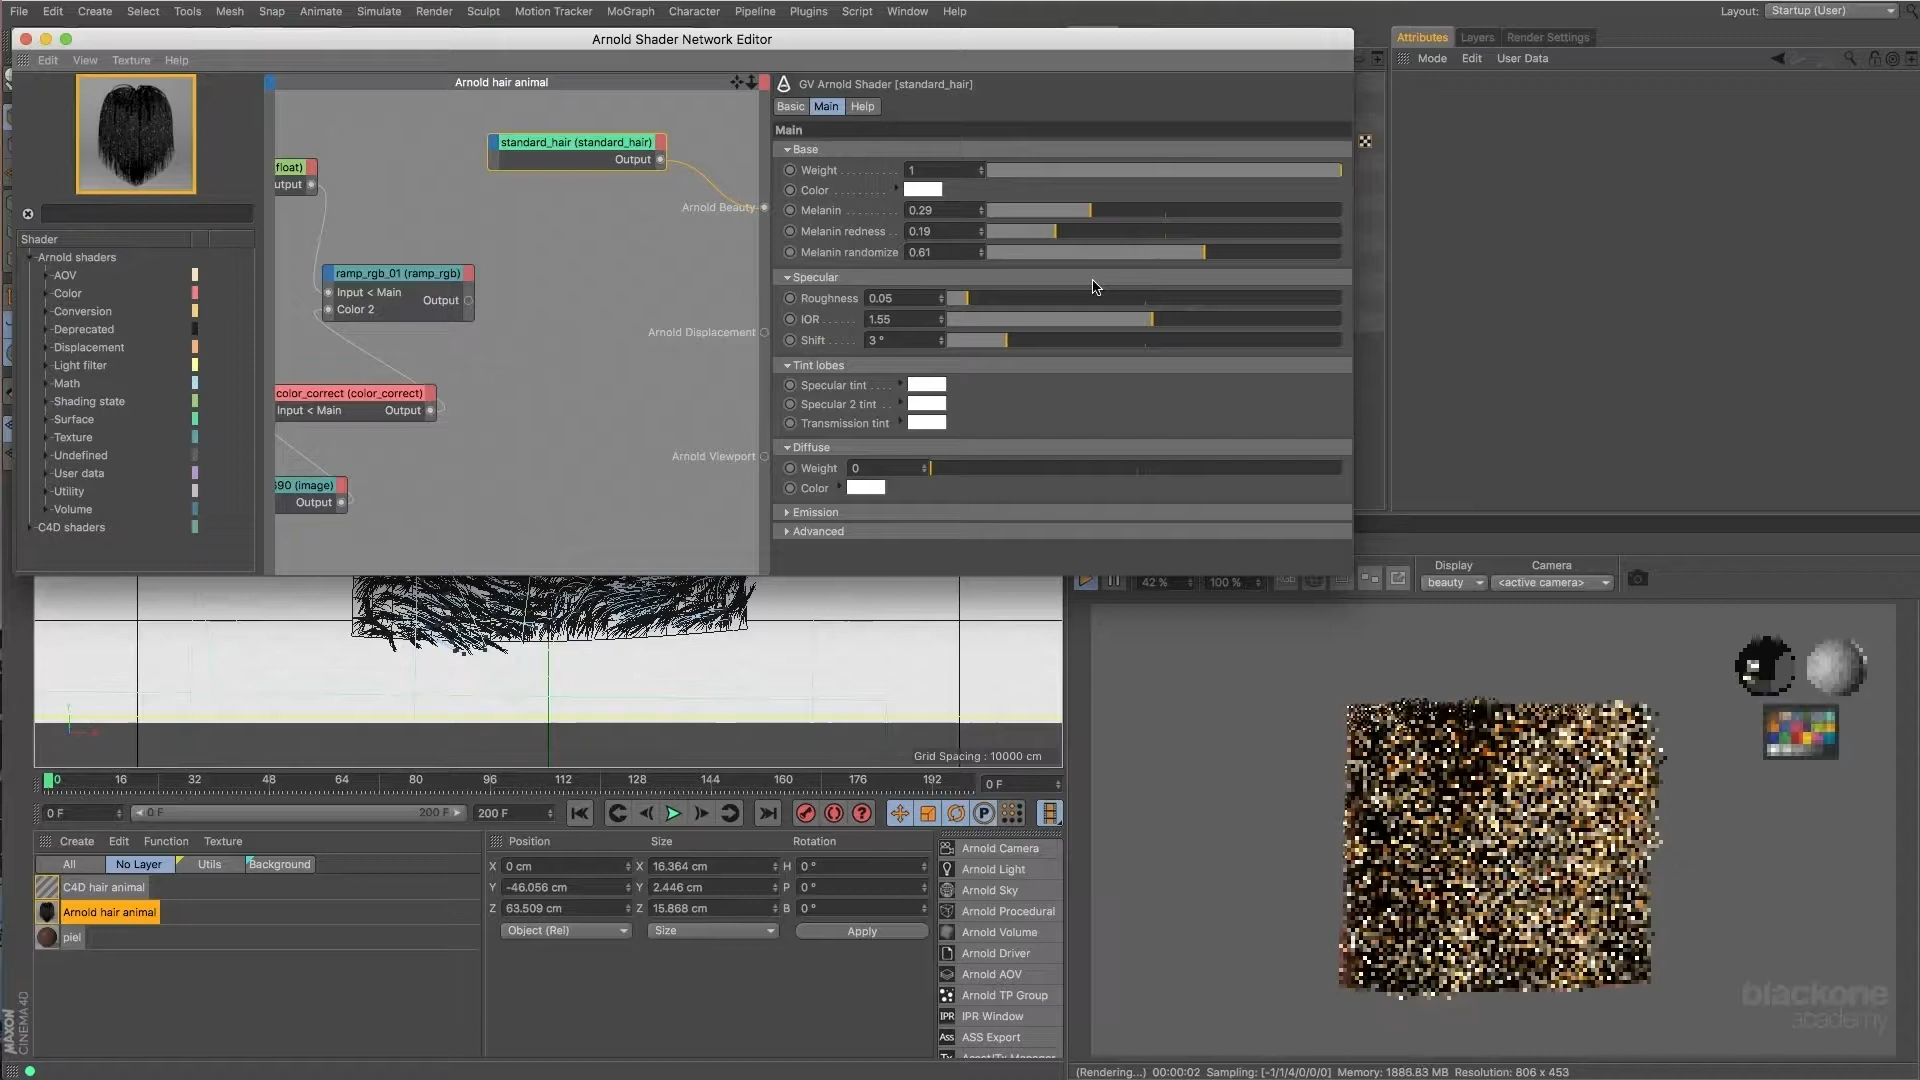 File Edit Create Select Tools Mesh Snap Animate Simulate Render Sculpt Motion Tracker MoGraph Character Pipeline Plugins Script Window Help Layout: Startup (User)
Arnold Shader Network Editor
Edit View Texture Help
Attributes Layers Render Settings
Mode Edit User Data
Arnold hair animal
GV Arnold Shader [standard_hair]
Basic Main Help
Main
Base
Weight 1
Color
Melanin 0.29
Melanin redness 0.19
Melanin randomize 0.61
Specular
Roughness 0.05
IOR 1.55
Shift 3 °
Tint lobes
Specular tint
Specular 2 tint
Transmission tint
Diffuse
Weight 0
Color
Emission
Advanced
standard_hair (standard_hair)
Output
float)
utput
Arnold Beauty
ramp_rgb_01 (ramp_rgb)
Input < Main
Output
Color 2
Arnold Displacement
color_correct (color_correct)
Input < Main Output
Arnold Viewport
690 (image)
Output
Shader
Arnold shaders
AOV
Color
Conversion
Deprecated
Displacement
Light filter
Math
Shading state
Surface
Texture
Undefined
User data
Utility
Volume
C4D shaders
Display Camera
42 % 100 % beauty <active camera>
Grid Spacing : 10000 cm
0 16 32 48 64 80 96 112 128 144 160 176 192 0 F
0 F 0 F 200 F 200 F
Create Edit Function Texture
All No Layer Utils Background
C4D hair animal
Arnold hair animal
piel
Position Size Rotation
X 0 cm X 16.364 cm H 0 °
Y -46.056 cm Y 2.446 cm P 0 °
Z 63.509 cm Z 15.868 cm B 0 °
Object (Rel) Size Apply
Arnold Camera
Arnold Light
Arnold Sky
Arnold Procedural
Arnold Volume
Arnold Driver
Arnold AOV
Arnold TP Group
IPR IPR Window
Ass ASS Export
MAXON
CINEMA 4D
blackone
academy
(Rendering...) 00:00:02 Sampling: [-1/1/4/0/0/0] Memory: 1886.83 MB Resolution: 806 x 453